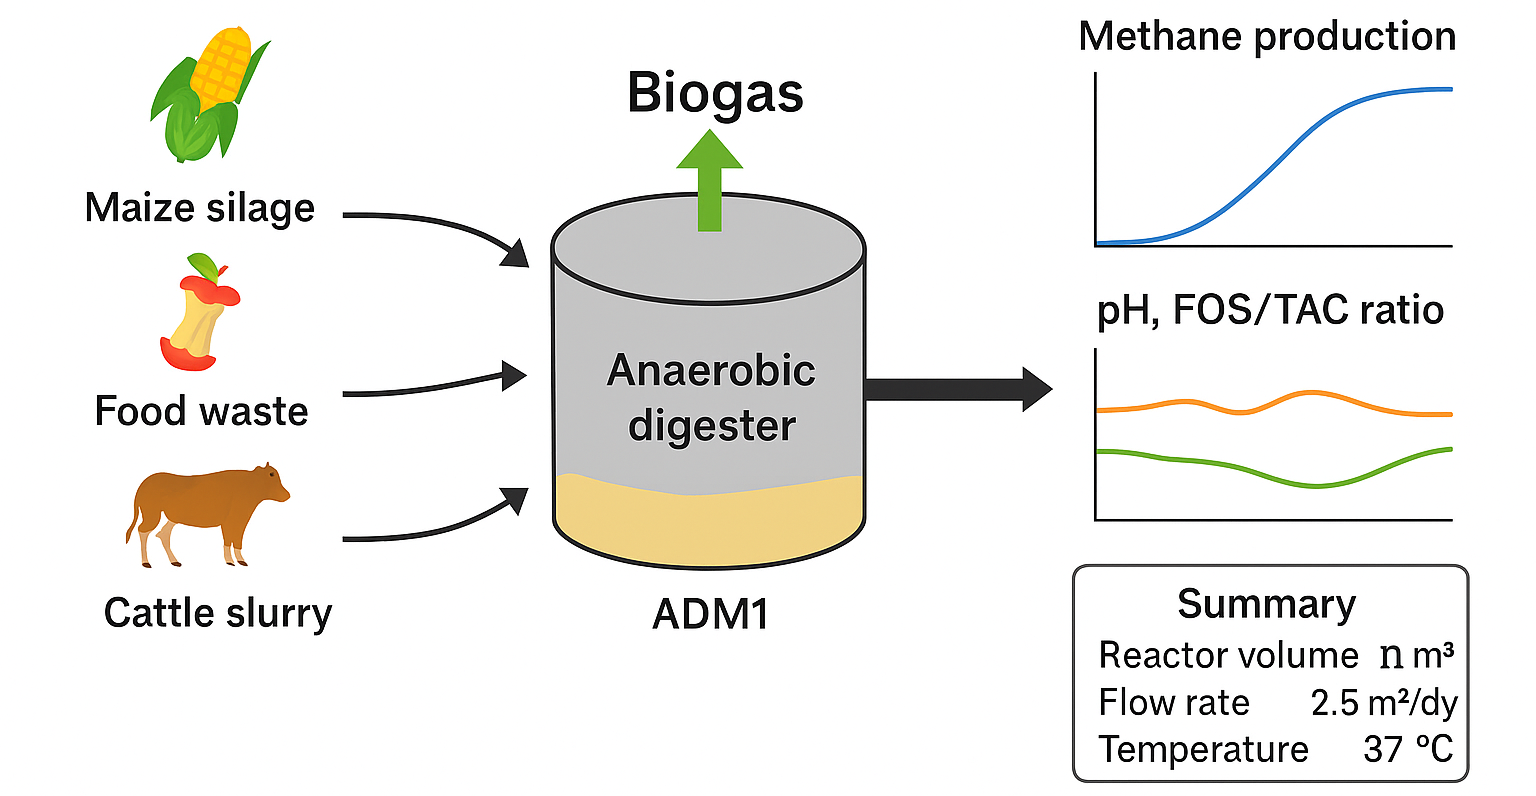 Maize silage
Food waste
Cattle slurry
Biogas
Anaerobic
digester
ADM1
Methane production
pH, FOS/TAC ratio
Summary
Reactor volume n m³
Flow rate 2.5 m²/dy
Temperature 37 °C